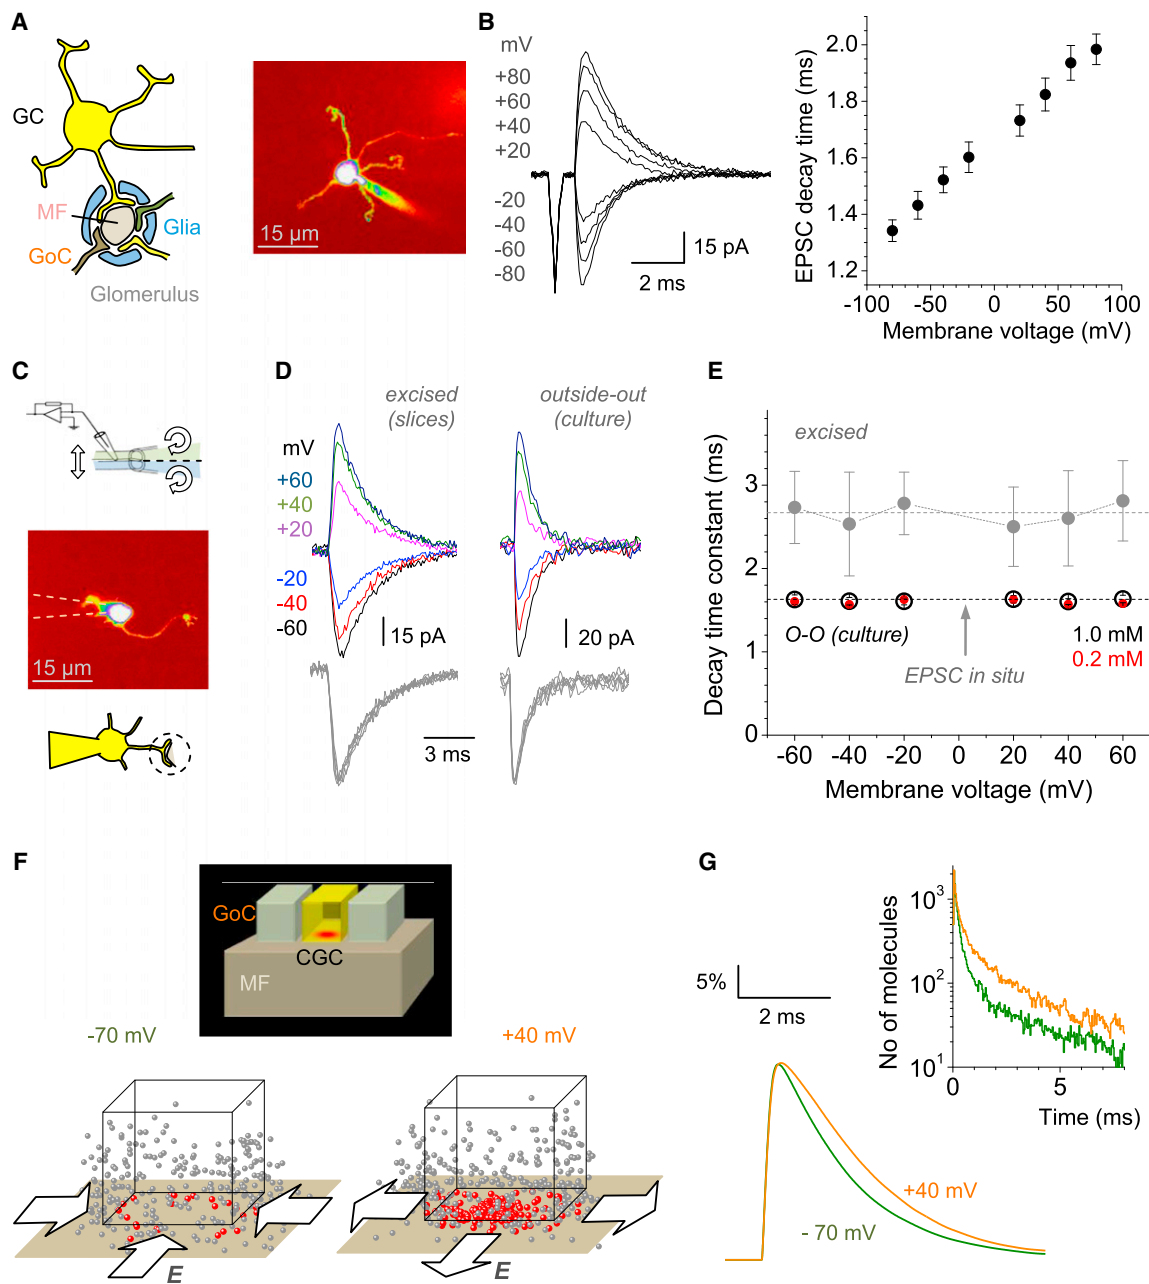 A
GC
MF
GoC
Glia
Glomerulus
15 µm
B
mV
+80
+60
+40
+20
-20
-40
-60
-80
15 pA
2 ms
EPSC decay time (ms)
2.0
1.8
1.6
1.4
1.2
-100
-50
0
50
100
Membrane voltage (mV)
C
15 µm
D
excised
(slices)
outside-out
(culture)
mV
+60
+40
+20
-20
-40
-60
15 pA
20 pA
3 ms
E
Decay time constant (ms)
excised
3
2
1
0
O-O (culture)
1.0 mM
0.2 mM
EPSC in situ
-60
-40
-20
0
20
40
60
Membrane voltage (mV)
F
GoC
CGC
MF
-70 mV
+40 mV
E
E
G
5%
2 ms
No of molecules
10³
10²
10¹
0
5
Time (ms)
+40 mV
- 70 mV